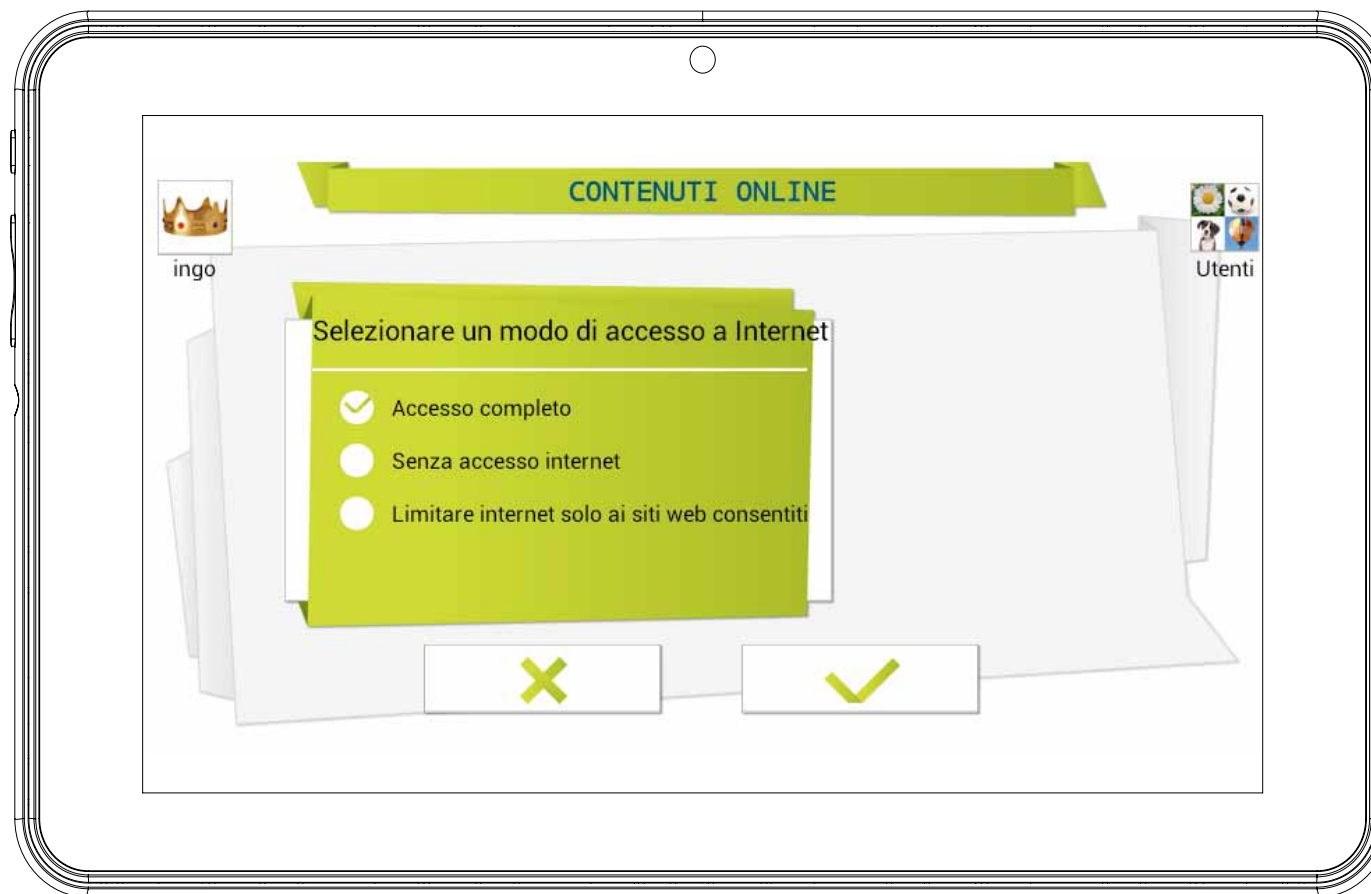 CONTENUTI ONLINE
ingo
Utenti
Selezionare un modo di accesso a Internet
Accesso completo
Senza accesso internet
Limitare internet solo ai siti web consentiti